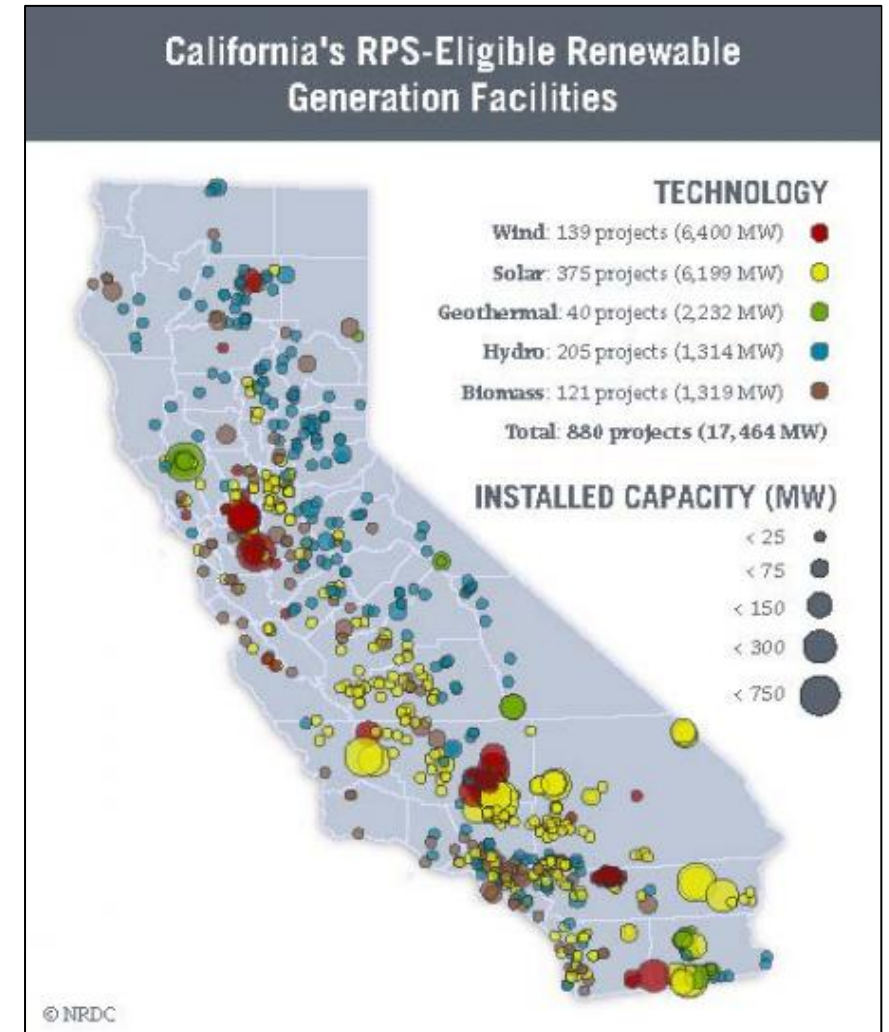 California's RPS-Eligible Renewable
Generation Facilities
TECHNOLOGY
Wind: 139 projects (6,400 MW)
Solar: 375 projects (6,199 MW)
Geothermal: 40 projects (2,232 MW)
Hydro: 205 projects (1,314 MW)
Biomass: 121 projects (1,319 MW)
Total: 880 projects (17,464 MW)
INSTALLED CAPACITY (MW)
< 25
< 75
< 150
< 300
< 750
© NRDC